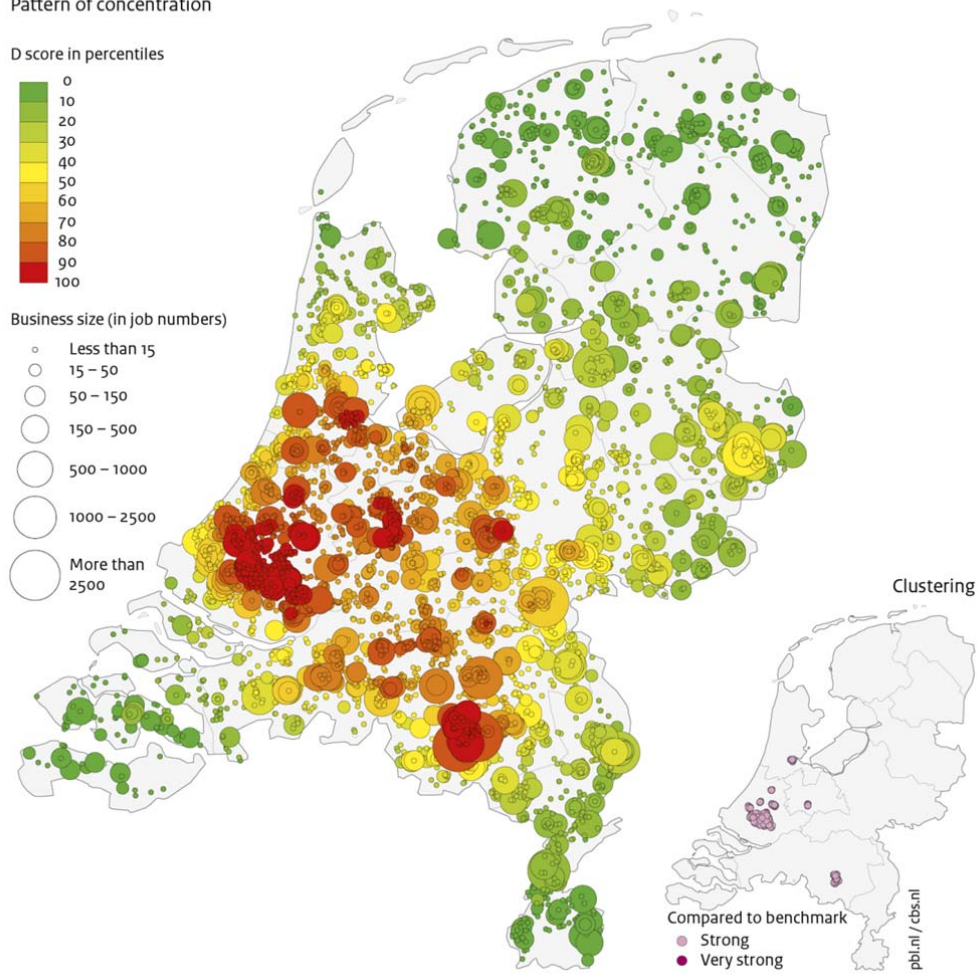 Pattern of concentration
D score in percentiles
0
10
20
30
40
50
60
70
80
90
100
Business size (in job numbers)
Less than 15
15 – 50
50 – 150
150 – 500
500 – 1000
1000 – 2500
More than
2500
Clustering
Compared to benchmark
Strong
Very strong
pbl.nl / cbs.nl